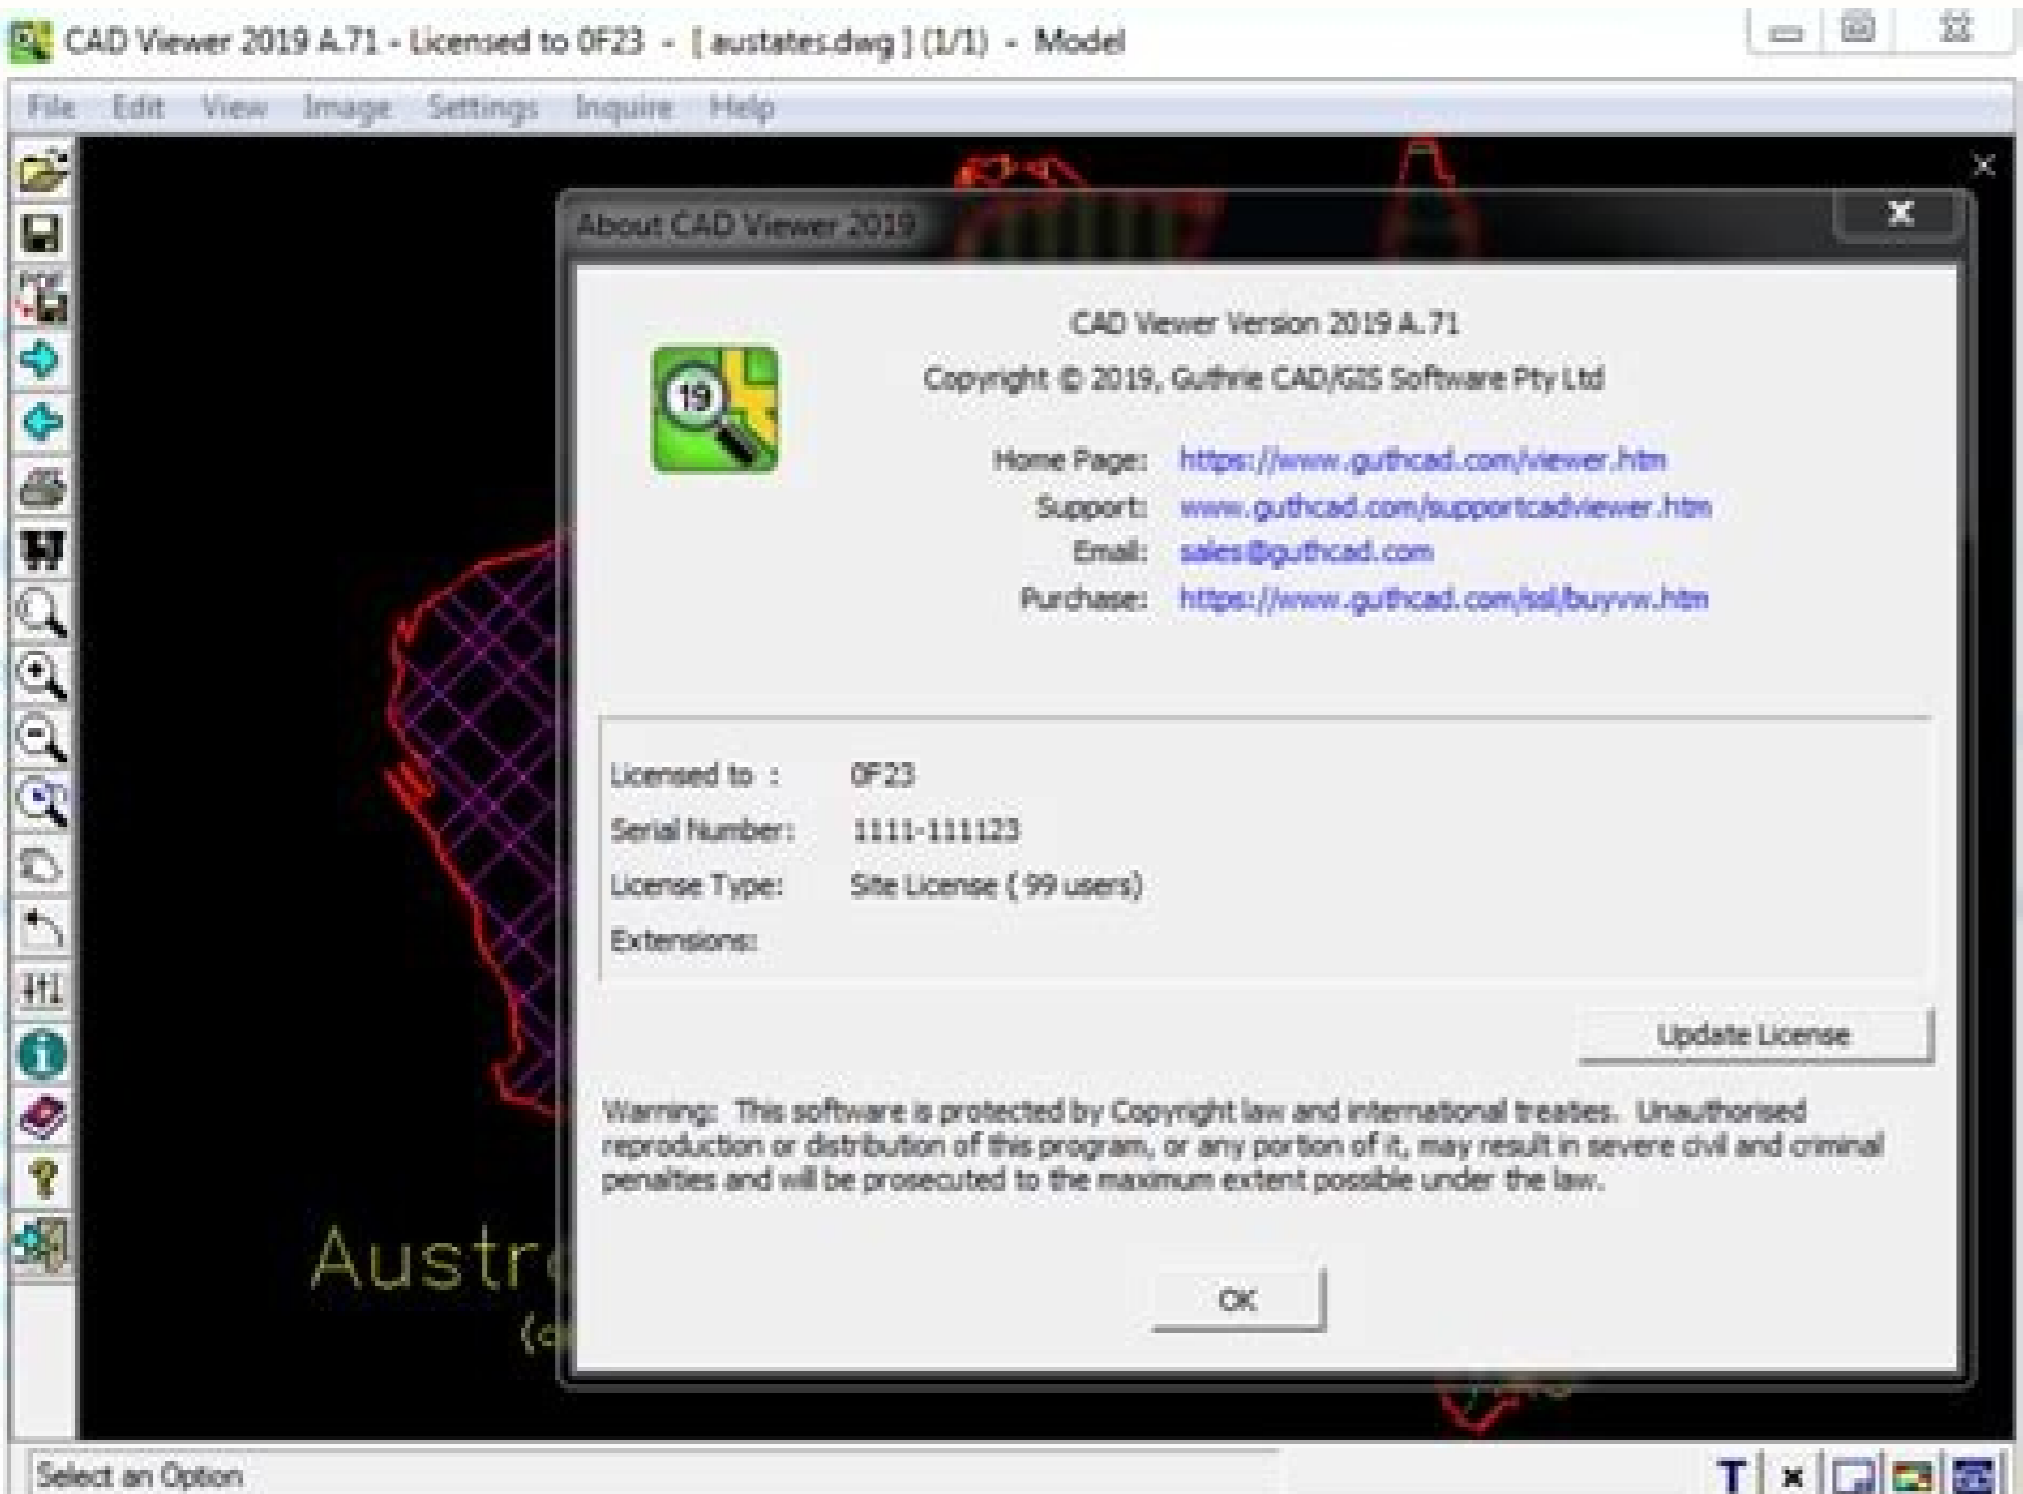 CAD Viewer 2019 A.71 - Licensed to 0F23 - [ austates.dwg ] (1/1) - Model
File Edit View Image Settings Inquire Help
PDF
About CAD Viewer 2019
19
CAD Viewer Version 2019 A.71
Copyright © 2019, Guthrie CAD/GIS Software Pty Ltd
Home Page: https://www.guthcad.com/viewer.htm
Support: www.guthcad.com/supportcadviewer.htm
Email: sales@guthcad.com
Purchase: https://www.guthcad.com/ssl/buyvw.htm
Licensed to : 0F23
Serial Number: 1111-111123
License Type: Site License ( 99 users)
Extensions:
Update License
Warning: This software is protected by Copyright law and international treaties. Unauthorised
reproduction or distribution of this program, or any portion of it, may result in severe civil and criminal
penalties and will be prosecuted to the maximum extent possible under the law.
Austr
OK
Select an Option
T